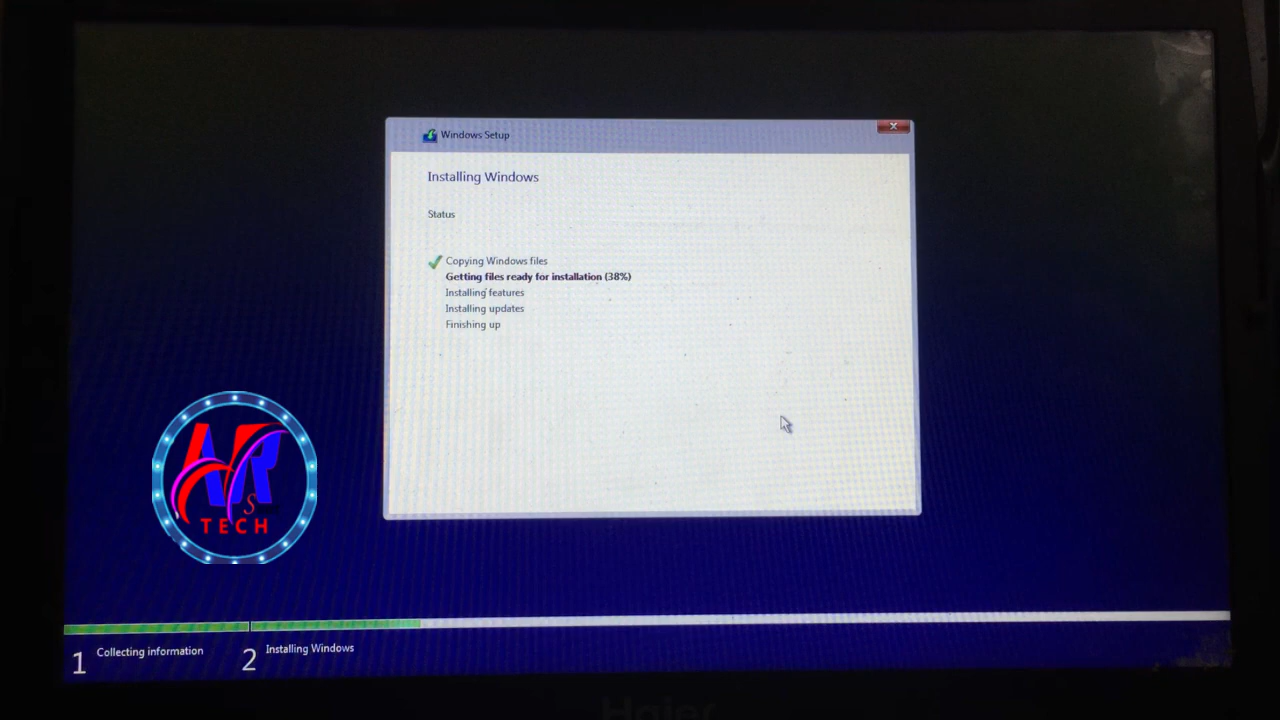 Windows Setup
Installing Windows
Status
Copying Windows files
Getting files ready for installation (38%)
Installing features
Installing updates
Finishing up
S
TECH
1 Collecting information
2 Installing Windows
Haier